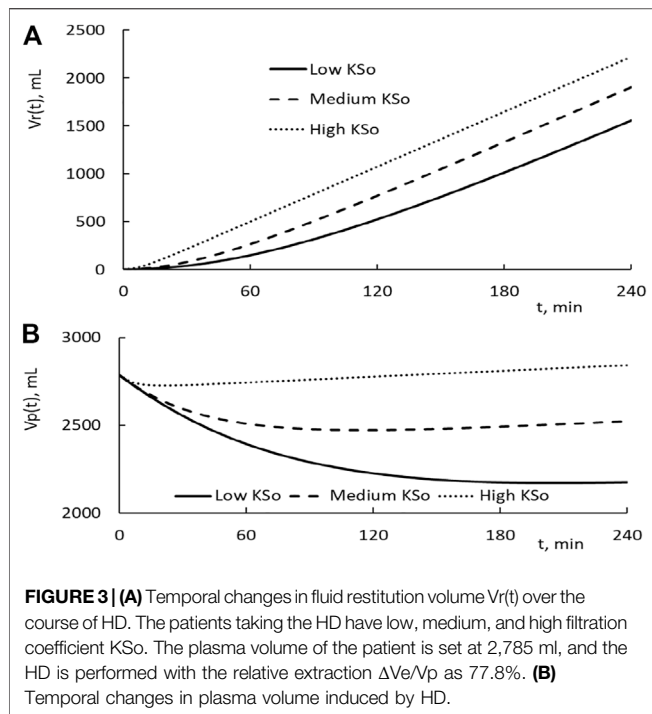 A
Vr(t), mL
2500
2000
1500
1000
500
0
Low KSo
Medium KSo
High KSo
0 60 120 180 240
t, min
B
Vp(t), mL
3000
2500
2000
Low KSo Medium KSo High KSo
0 60 120 180 240
t, min
FIGURE 3 | (A) Temporal changes in fluid restitution volume Vr(t) over the
course of HD. The patients taking the HD have low, medium, and high filtration
coefficient KSo. The plasma volume of the patient is set at 2,785 ml, and the
HD is performed with the relative extraction ΔVe/Vp as 77.8%. (B)
Temporal changes in plasma volume induced by HD.